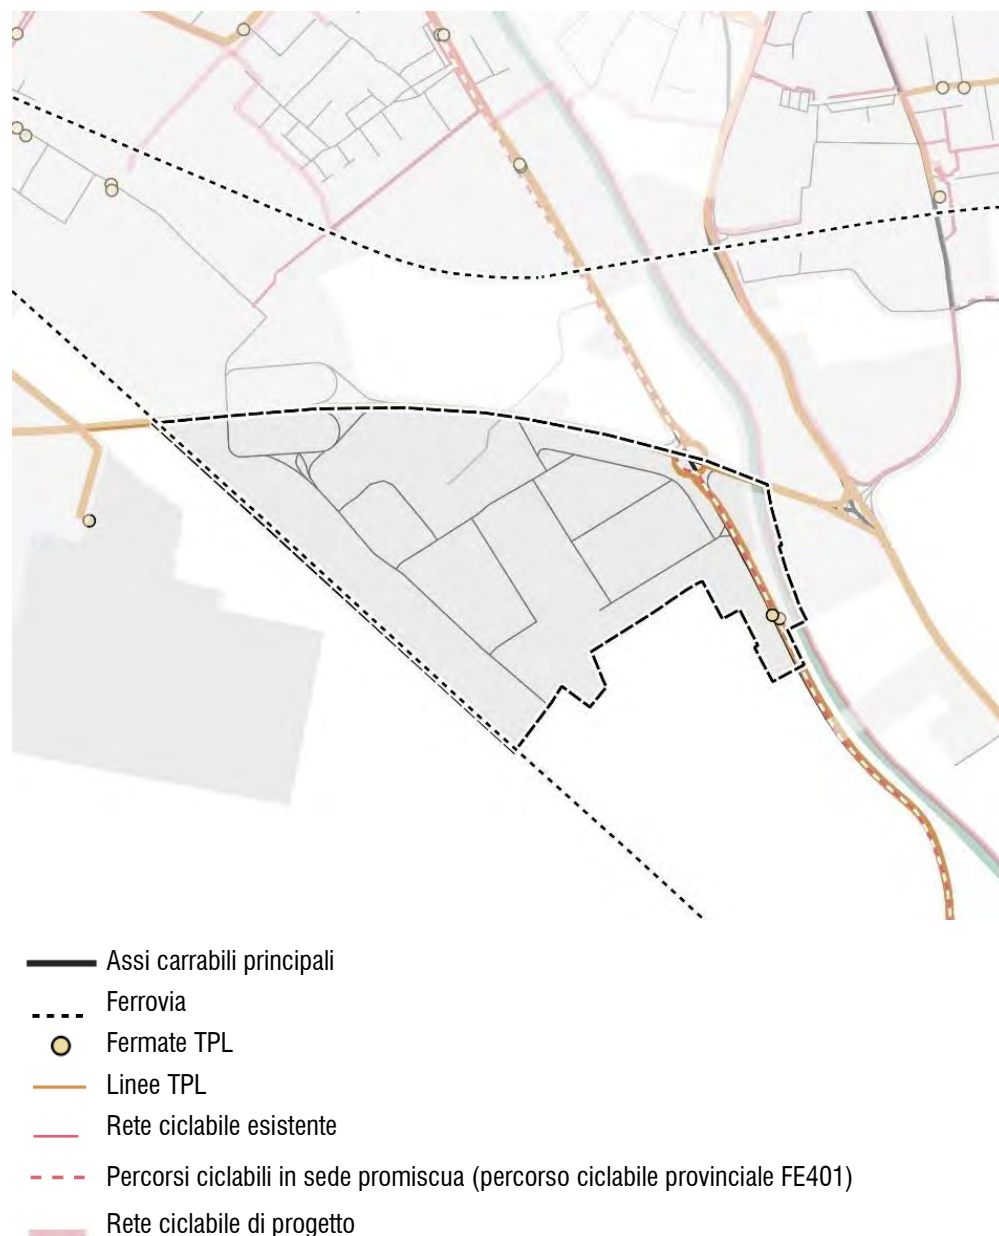 Assi carrabili principali
Ferrovia
Fermate TPL
Linee TPL
Rete ciclabile esistente
Percorsi ciclabili in sede promiscua (percorso ciclabile provinciale FE401)
Rete ciclabile di progetto